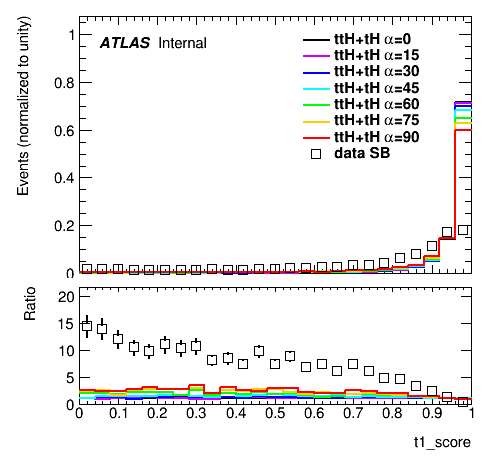 Events (normalized to unity)
1
0.8
0.6
0.4
0.2
0
ATLAS Internal
ttH+tH α=0
ttH+tH α=15
ttH+tH α=30
ttH+tH α=45
ttH+tH α=60
ttH+tH α=75
ttH+tH α=90
data SB
Ratio
20
15
10
5
0
0 0.1 0.2 0.3 0.4 0.5 0.6 0.7 0.8 0.9 1
t1_score